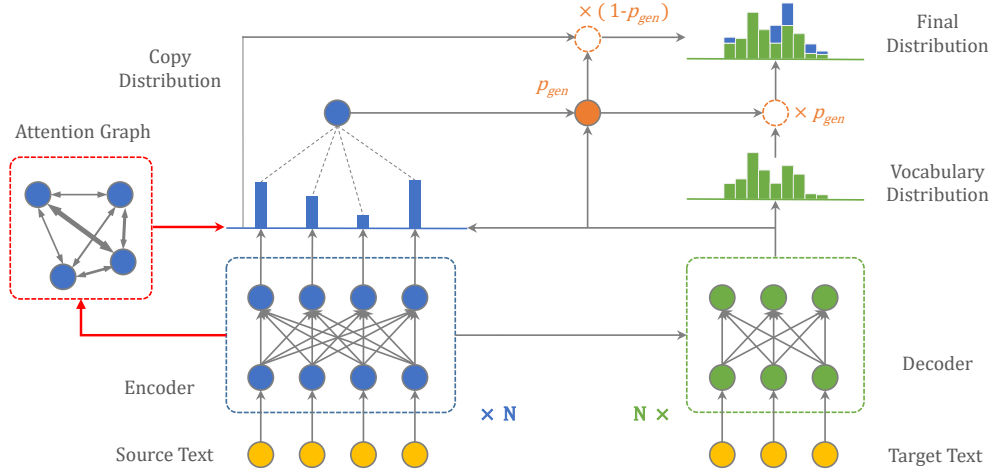 × (1-pgen)
Final
Distribution
Copy
Distribution
pgen
× pgen
Attention Graph
Vocabulary
Distribution
Encoder
Decoder
× N
N ×
Source Text
Target Text